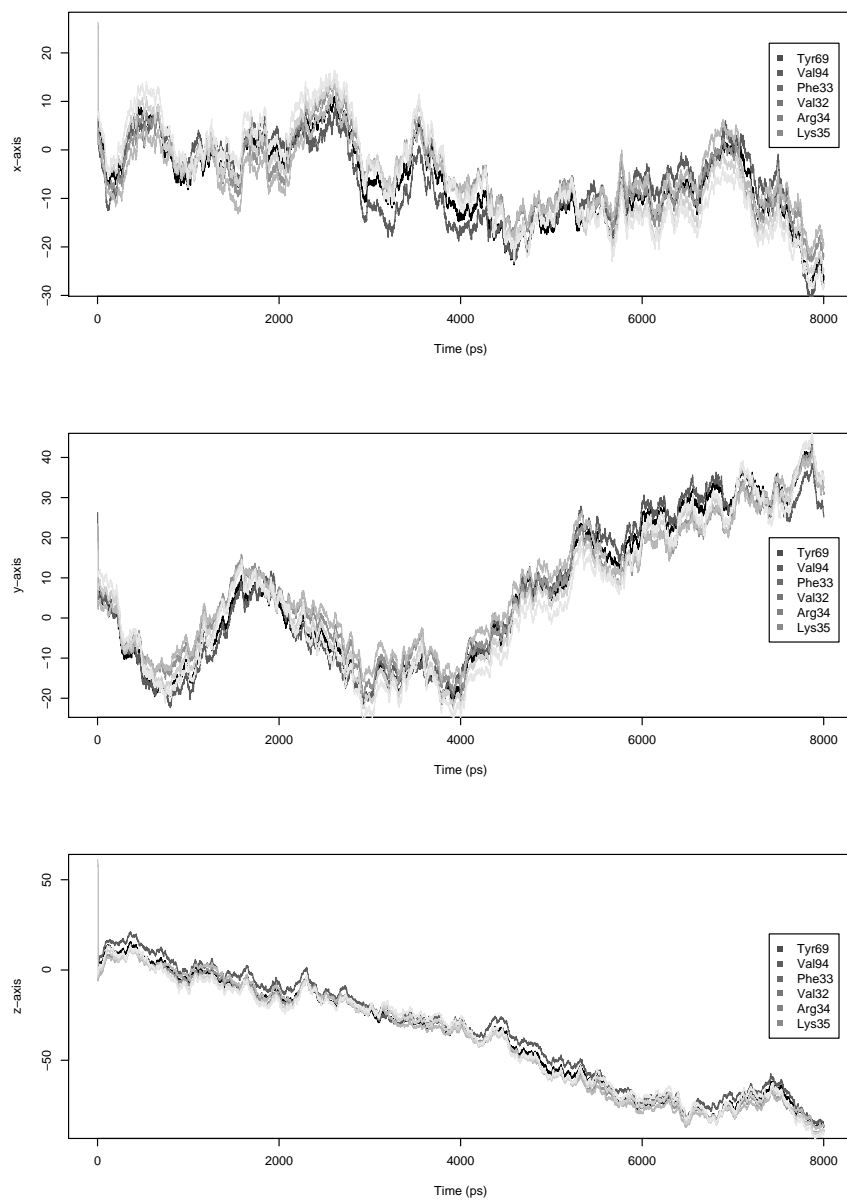 20
10
0
−10
−20
−30
x−axis
0 2000 4000 6000 8000
Time (ps)
Tyr69
Val94
Phe33
Val32
Arg34
Lys35
40
30
20
10
0
−10
−20
y−axis
0 2000 4000 6000 8000
Time (ps)
Tyr69
Val94
Phe33
Val32
Arg34
Lys35
50
0
−50
z−axis
0 2000 4000 6000 8000
Time (ps)
Tyr69
Val94
Phe33
Val32
Arg34
Lys35